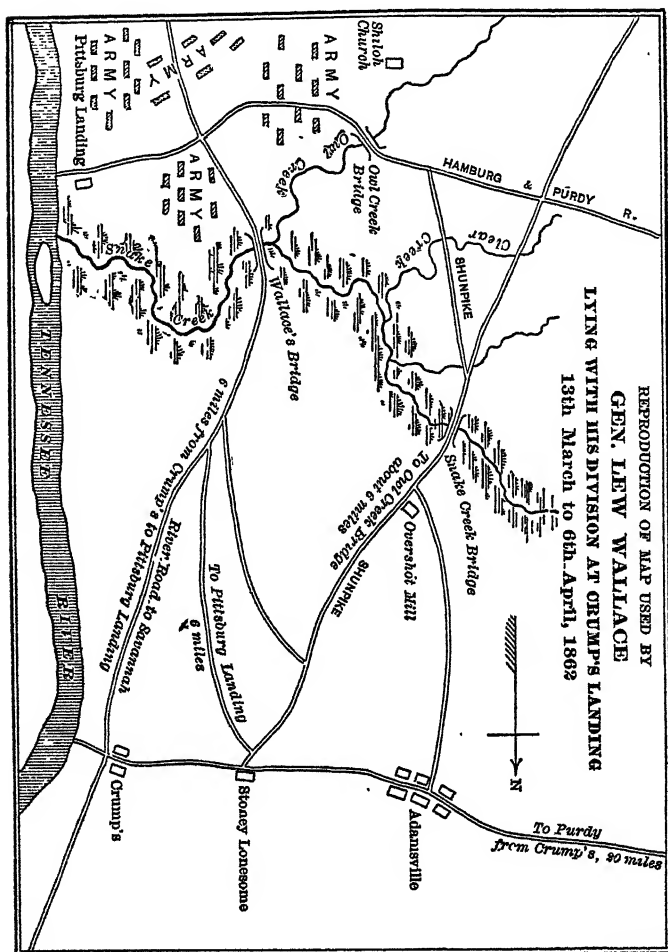 REPRODUCTION OF MAP USED BY
GEN. LEW WALLACE
LYING WITH HIS DIVISION AT CRUMP'S LANDING
13th March to 6th April, 1862
N
To Purdy
from Crump's, 20 miles
Adamsville
Stoney Lonesome
Crump's
HAMBURG & PURDY R.
Clear
Creek
SHUNPIKE
Snake Creek Bridge
Overshot Mill
To Owl Creek Bridge
about 6 miles
SHUNPIKE
To Pittsburg Landing
6 miles
River Road to Savannah
6 miles from Crump's to Pittsburg Landing
Shiloh
Church
Owl Creek
Bridge
Owl
Creek
Wallace's Bridge
Snake
Creek
ARMY
ARMY
ARMY
ARMY
Pittsburg Landing
TENNESSEE RIVER